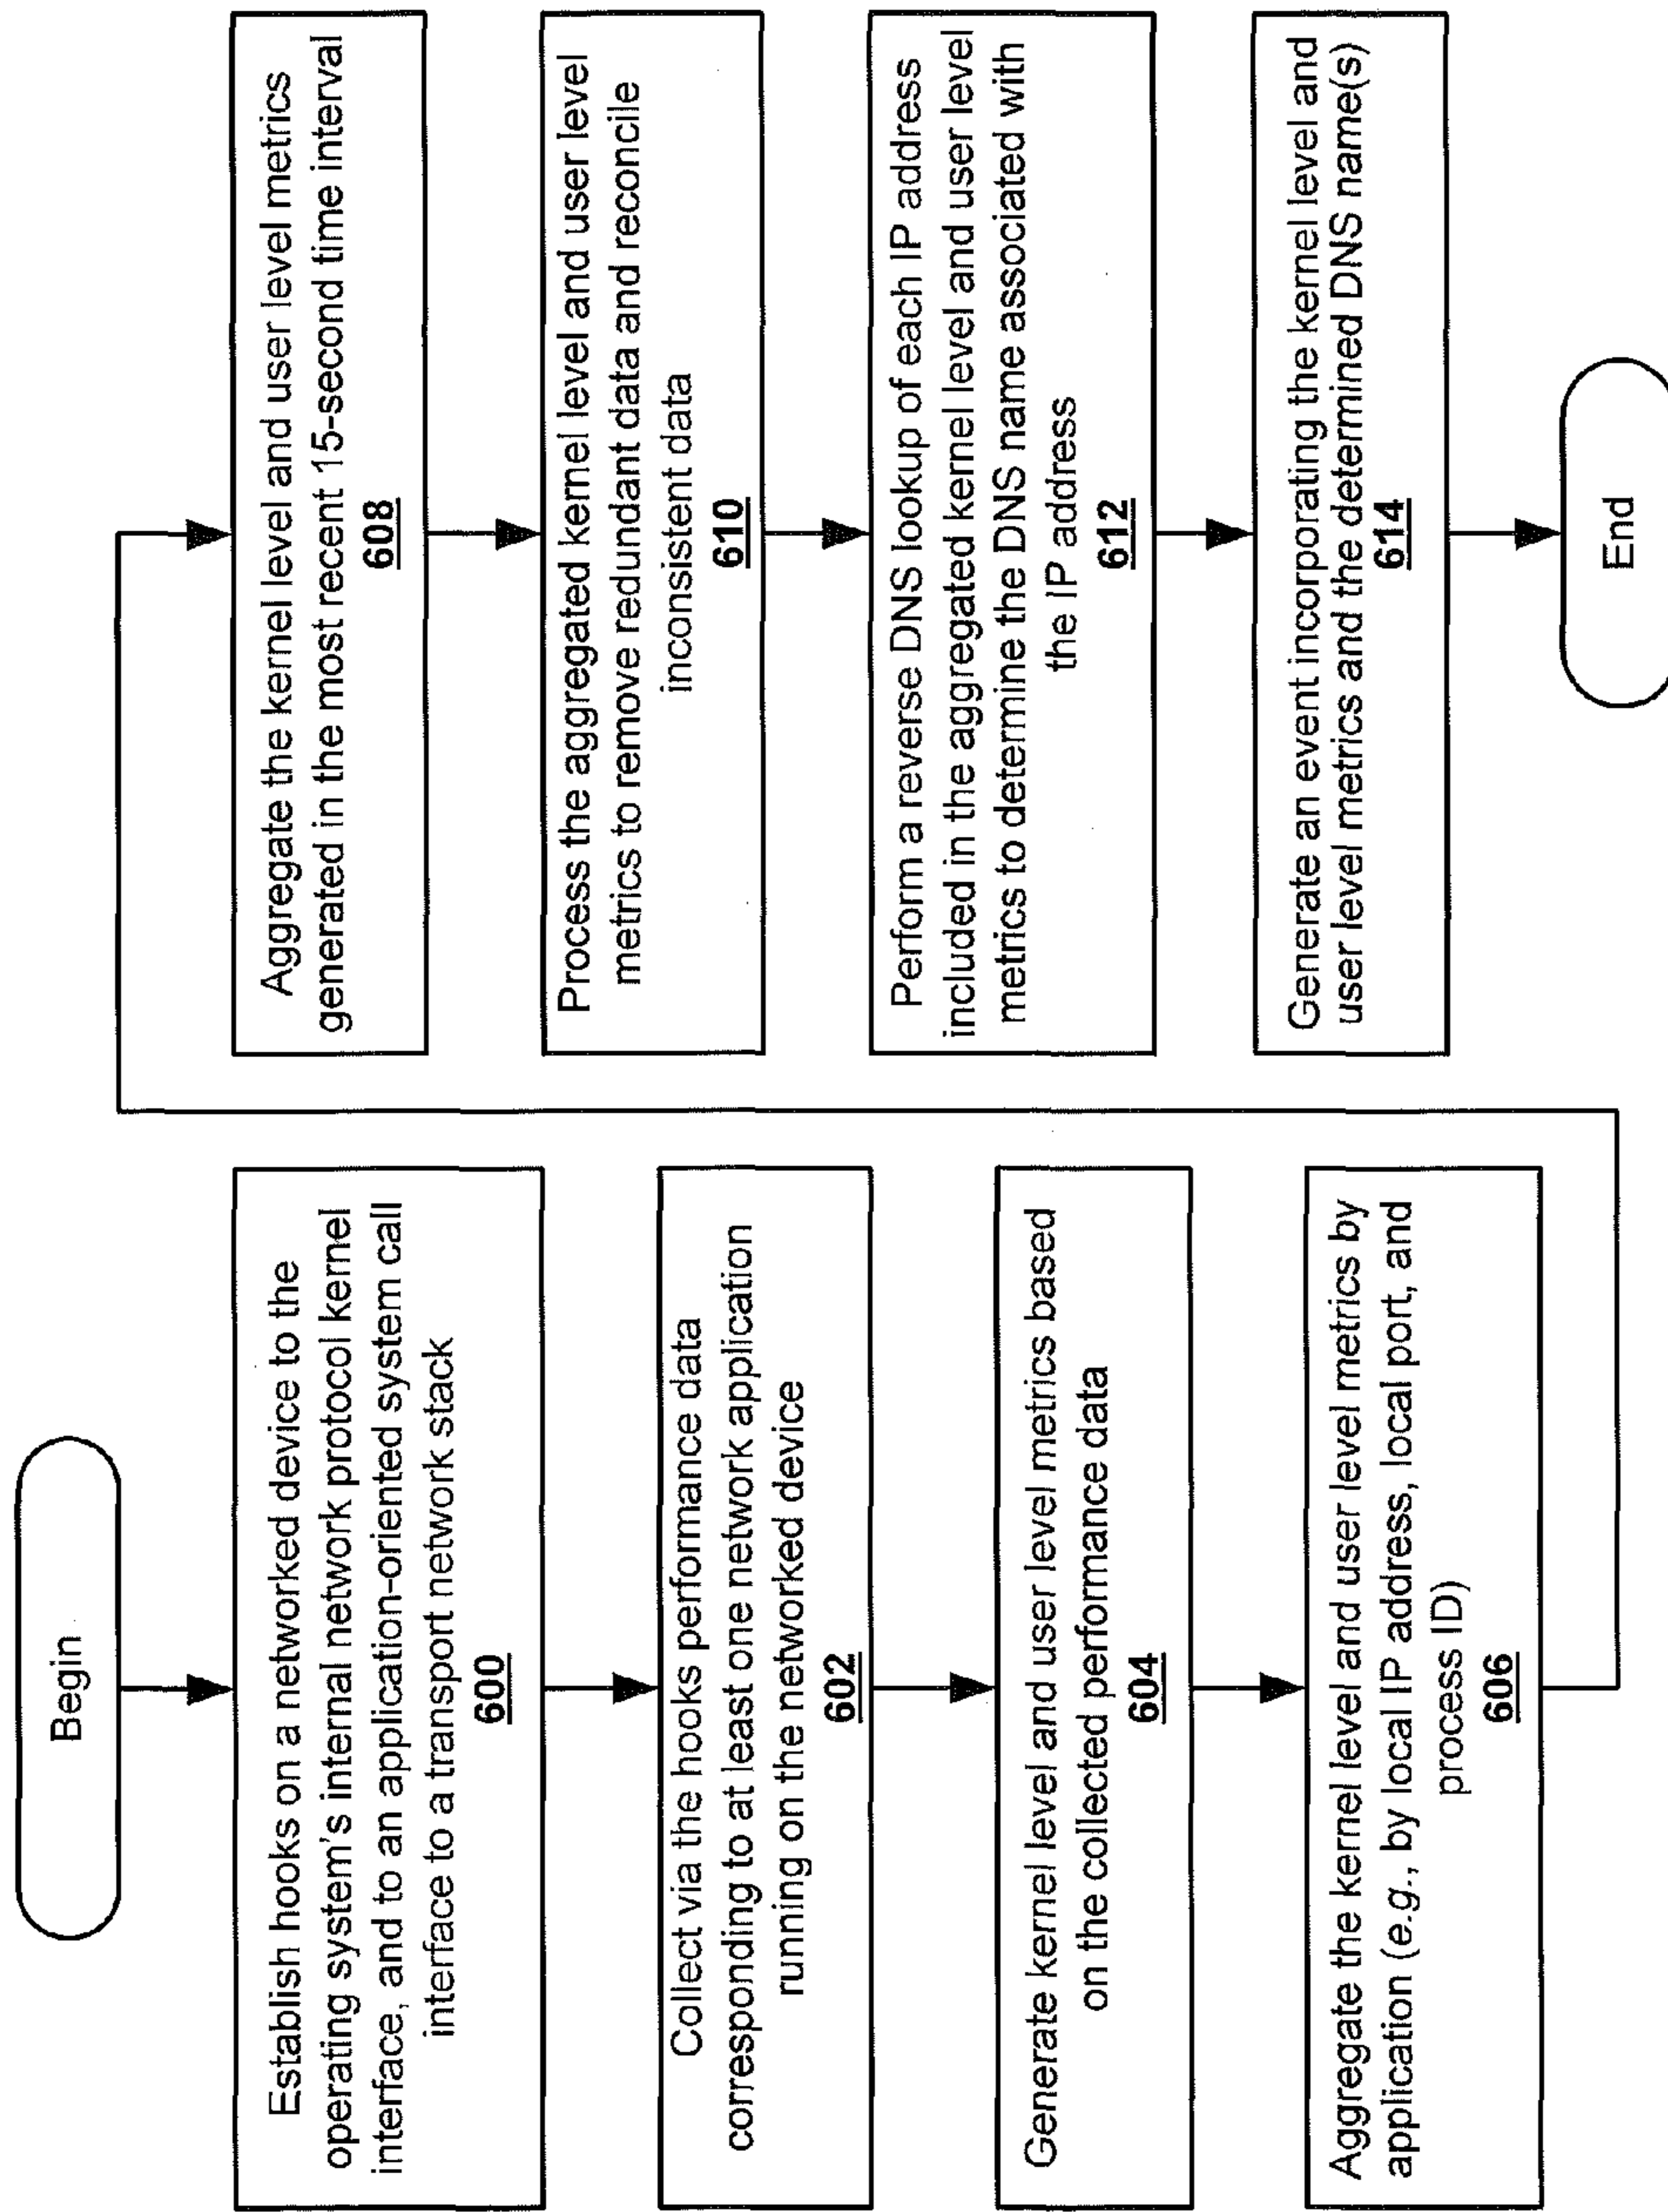 Begin
Establish hooks on a networked device to the
operating system's internal network protocol kernel
interface, and to an application-oriented system call
interface to a transport network stack
600
Collect via the hooks performance data
corresponding to at least one network application
running on the networked device
602
Generate kernel level and user level metrics based
on the collected performance data
604
Aggregate the kernel level and user level metrics by
application (e.g., by local IP address, local port, and
process ID)
606
Aggregate the kernel level and user level metrics
generated in the most recent 15-second time interval
608
Process the aggregated kernel level and user level
metrics to remove redundant data and reconcile
inconsistent data
610
Perform a reverse DNS lookup of each IP address
included in the aggregated kernel level and user level
metrics to determine the DNS name associated with
the IP address
612
Generate an event incorporating the kernel level and
user level metrics and the determined DNS name(s)
614
End